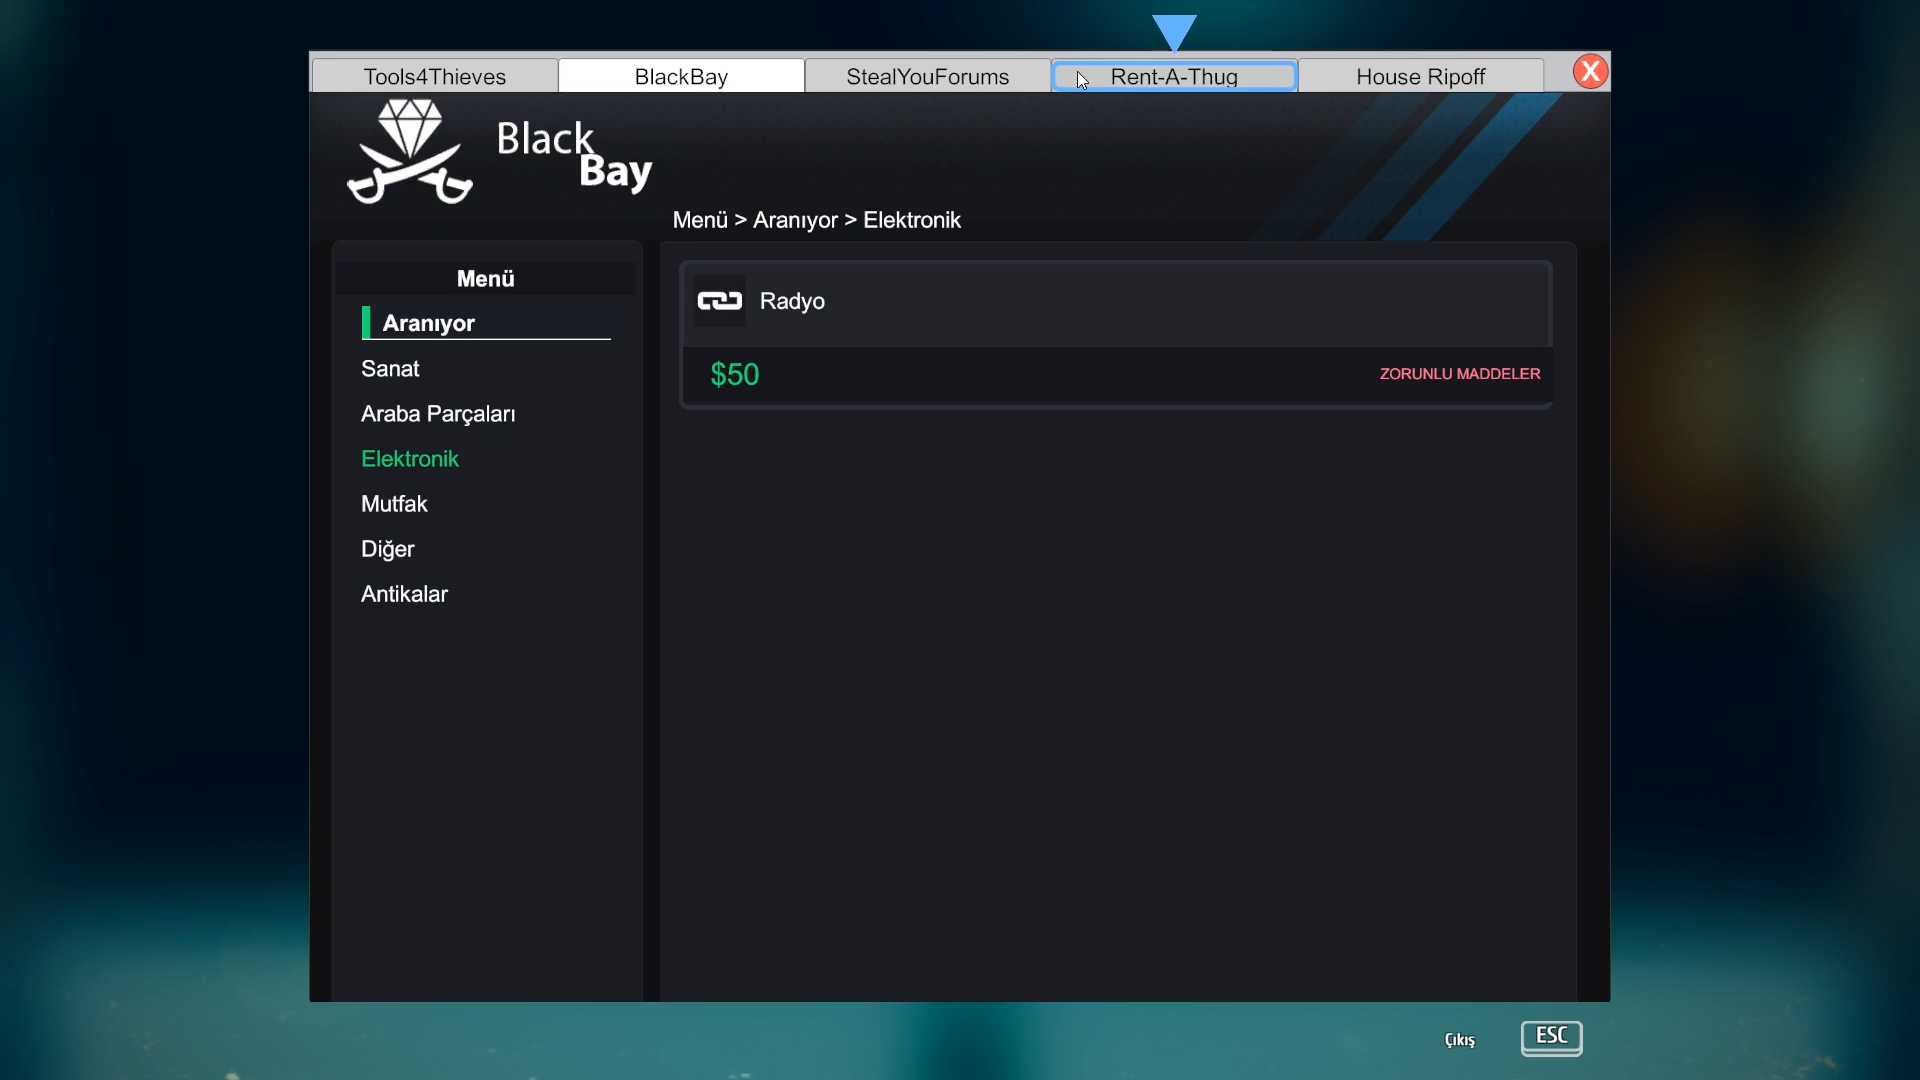 Tools4Thieves
BlackBay
StealYouForums
Rent-A-Thug
House Ripoff
X
Black
Bay
Menü > Aranıyor > Elektronik
Menü
Aranıyor
Sanat
Araba Parçaları
Elektronik
Mutfak
Diğer
Antikalar
Radyo
$50
ZORUNLU MADDELER
Çıkış
ESC